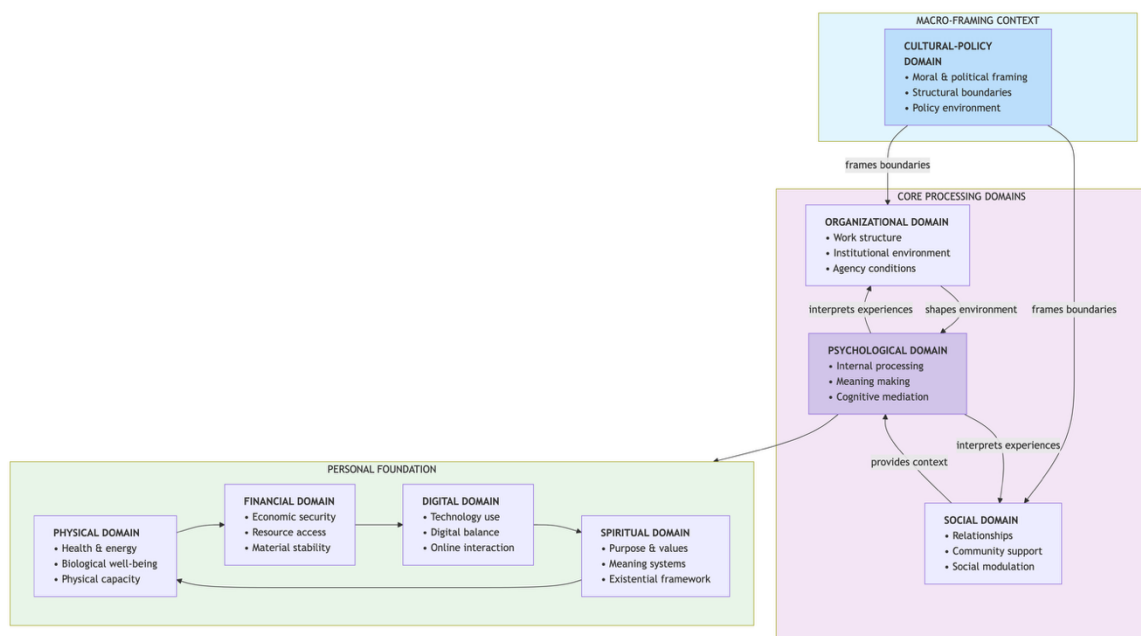 MACRO-FRAMING CONTEXT
CULTURAL-POLICY
DOMAIN
• Moral & political framing
• Structural boundaries
• Policy environment
frames boundaries
CORE PROCESSING DOMAINS
ORGANIZATIONAL DOMAIN
• Work structure
• Institutional environment
• Agency conditions
interprets experiences
shapes environment
frames boundaries
PSYCHOLOGICAL DOMAIN
• Internal processing
• Meaning making
• Cognitive mediation
interprets experiences
provides context
SOCIAL DOMAIN
• Relationships
• Community support
• Social modulation
PERSONAL FOUNDATION
PHYSICAL DOMAIN
• Health & energy
• Biological well-being
• Physical capacity
FINANCIAL DOMAIN
• Economic security
• Resource access
• Material stability
DIGITAL DOMAIN
• Technology use
• Digital balance
• Online interaction
SPIRITUAL DOMAIN
• Purpose & values
• Meaning systems
• Existential framework